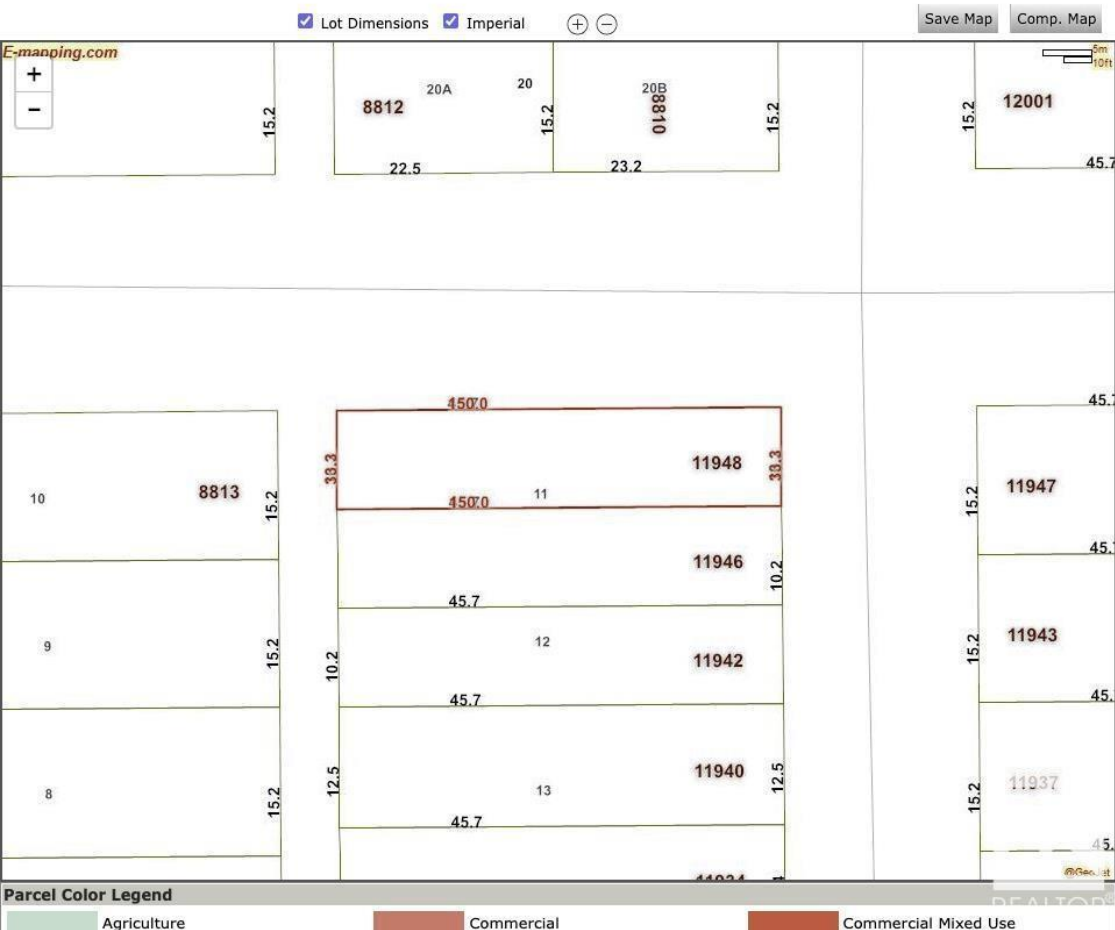 Lot Dimensions Imperial + − Save Map Comp. Map
E-mapping.com
+
−
5m
10ft
15.2 8812 20A 20 15.2 20B 8810 15.2 15.2 12001
22.5 23.2 45.7
10 8813 15.2
11 11948
45.7
15.2 11947
11946 10.2
45.7
45.7
9 15.2
10.2 12 11942
45.7
15.2 11943
45.7
8 15.2
12.5 13 11940 12.5
45.7
15.2 11937
45.
@GeoJet
Parcel Color Legend
REALTOR®
Agriculture Commercial Commercial Mixed Use